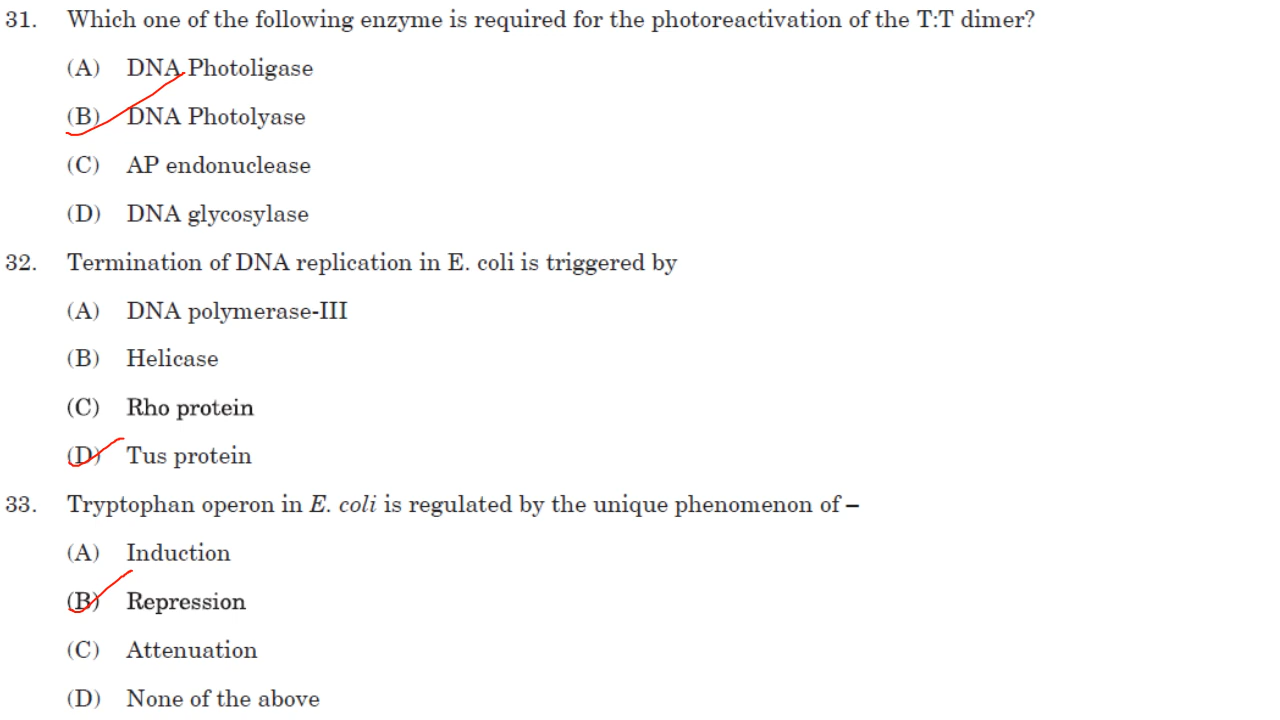 31. Which one of the following enzyme is required for the photoreactivation of the T:T dimer?
(A) DNA Photoligase
(B) DNA Photolyase
(C) AP endonuclease
(D) DNA glycosylase
32. Termination of DNA replication in E. coli is triggered by
(A) DNA polymerase-III
(B) Helicase
(C) Rho protein
(D) Tus protein
33. Tryptophan operon in E. coli is regulated by the unique phenomenon of –
(A) Induction
(B) Repression
(C) Attenuation
(D) None of the above